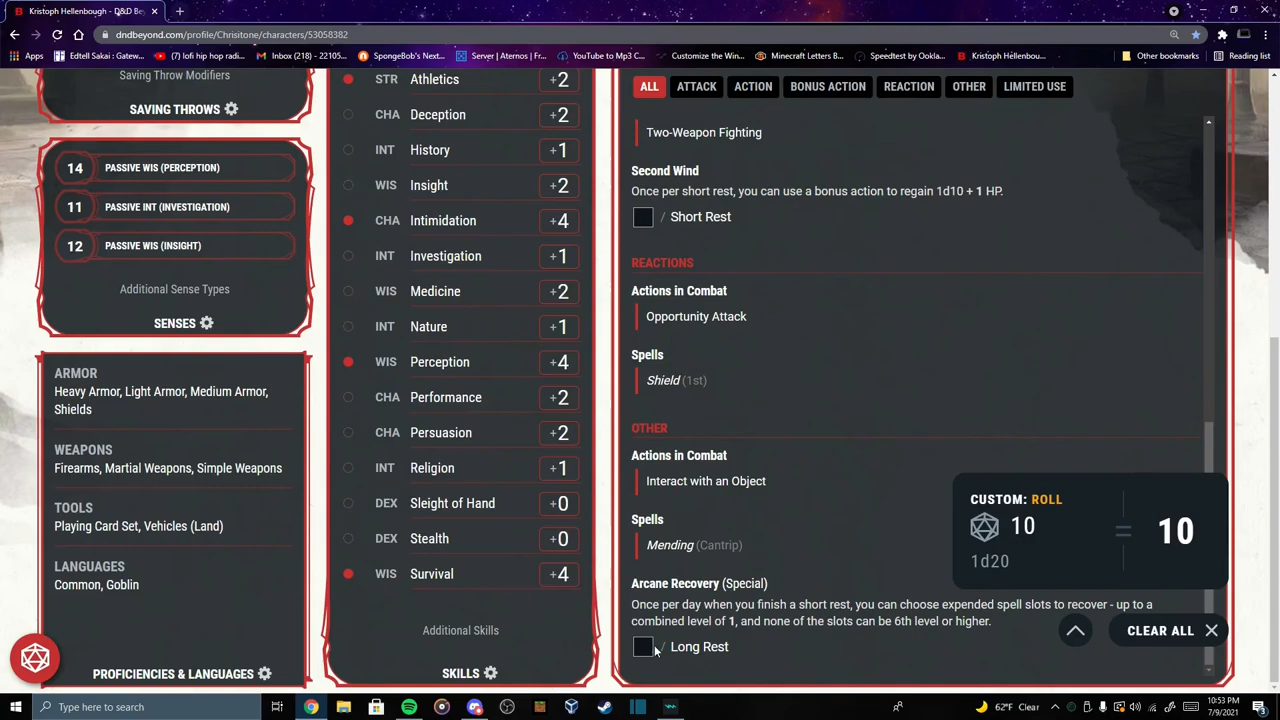 Kristoph Hellenbough - D&D Be
dndbeyond.com/profile/Chrisitone/characters/53058382
Apps
Edtell Sakai: Gatew...
(7) lofi hip hop radi...
Inbox (218) - 22105...
SpongeBob's Next...
Server | Aternos | Fr...
YouTube to Mp3 C...
Customize the Win...
Minecraft Letters B...
Speedtest by Ookla...
Kristoph Hellenbou...
Other bookmarks
Reading list
Saving Throw Modifiers
SAVING THROWS
14 PASSIVE WIS (PERCEPTION)
11 PASSIVE INT (INVESTIGATION)
12 PASSIVE WIS (INSIGHT)
Additional Sense Types
SENSES
ARMOR
Heavy Armor, Light Armor, Medium Armor,
Shields
WEAPONS
Firearms, Martial Weapons, Simple Weapons
TOOLS
Playing Card Set, Vehicles (Land)
LANGUAGES
Common, Goblin
PROFICIENCIES & LANGUAGES
STR Athletics +2
CHA Deception +2
INT History +1
WIS Insight +2
CHA Intimidation +4
INT Investigation +1
WIS Medicine +2
INT Nature +1
WIS Perception +4
CHA Performance +2
CHA Persuasion +2
INT Religion +1
DEX Sleight of Hand +0
DEX Stealth +0
WIS Survival +4
Additional Skills
SKILLS
ALL ATTACK ACTION BONUS ACTION REACTION OTHER LIMITED USE
Two-Weapon Fighting
Second Wind
Once per short rest, you can use a bonus action to regain 1d10 + 1 HP.
/ Short Rest
REACTIONS
Actions in Combat
Opportunity Attack
Spells
Shield (1st)
OTHER
Actions in Combat
Interact with an Object
Spells
Mending (Cantrip)
Arcane Recovery (Special)
Once per day when you finish a short rest, you can choose expended spell slots to recover - up to a
combined level of 1, and none of the slots can be 6th level or higher.
/ Long Rest
CUSTOM: ROLL
10 = 10
1d20
CLEAR ALL
Type here to search
62°F Clear
10:53 PM
7/9/2021
3